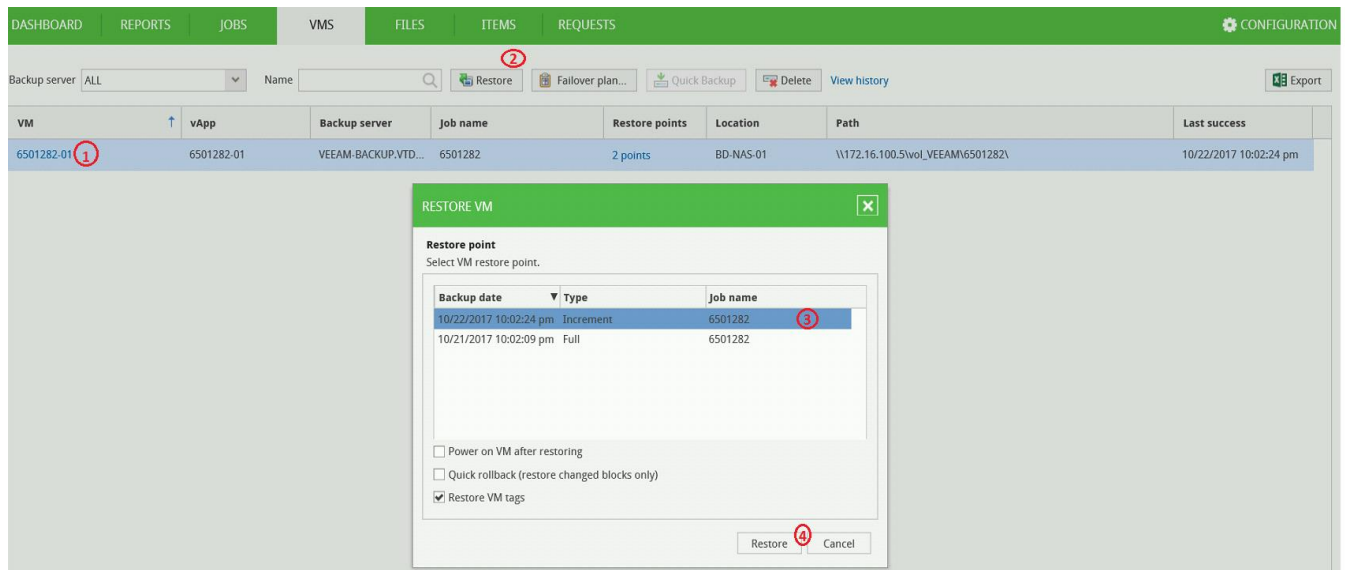 DASHBOARD REPORTS JOBS VMS FILES ITEMS REQUESTS CONFIGURATION
2
Backup server ALL Name Restore Failover plan... Quick Backup Delete View history Export
VM vApp Backup server Job name Restore points Location Path Last success
6501282-01 1 6501282-01 VEEAM-BACKUP.VTD... 6501282 2 points BD-NAS-01 \\172.16.100.5\vol_VEEAM\6501282\ 10/22/2017 10:02:24 pm
RESTORE VM
Restore point
Select VM restore point.
Backup date Type Job name
10/22/2017 10:02:24 pm Increment 6501282 3
10/21/2017 10:02:09 pm Full 6501282
Power on VM after restoring
Quick rollback (restore changed blocks only)
Restore VM tags
Restore 4 Cancel